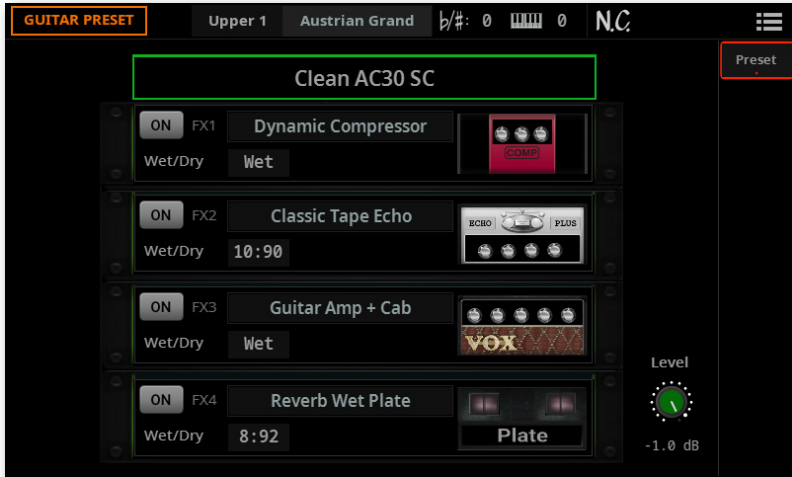 GUITAR PRESET Upper 1 Austrian Grand ♭/#: 0 0 N.C.
Preset
Clean AC30 SC
ON FX1 Dynamic Compressor
COMP
Wet/Dry Wet
ON FX2 Classic Tape Echo
ECHO PLUS
Wet/Dry 10:90
ON FX3 Guitar Amp + Cab
Wet/Dry Wet
VOX
Level
ON FX4 Reverb Wet Plate
Wet/Dry 8:92
Plate
-1.0 dB